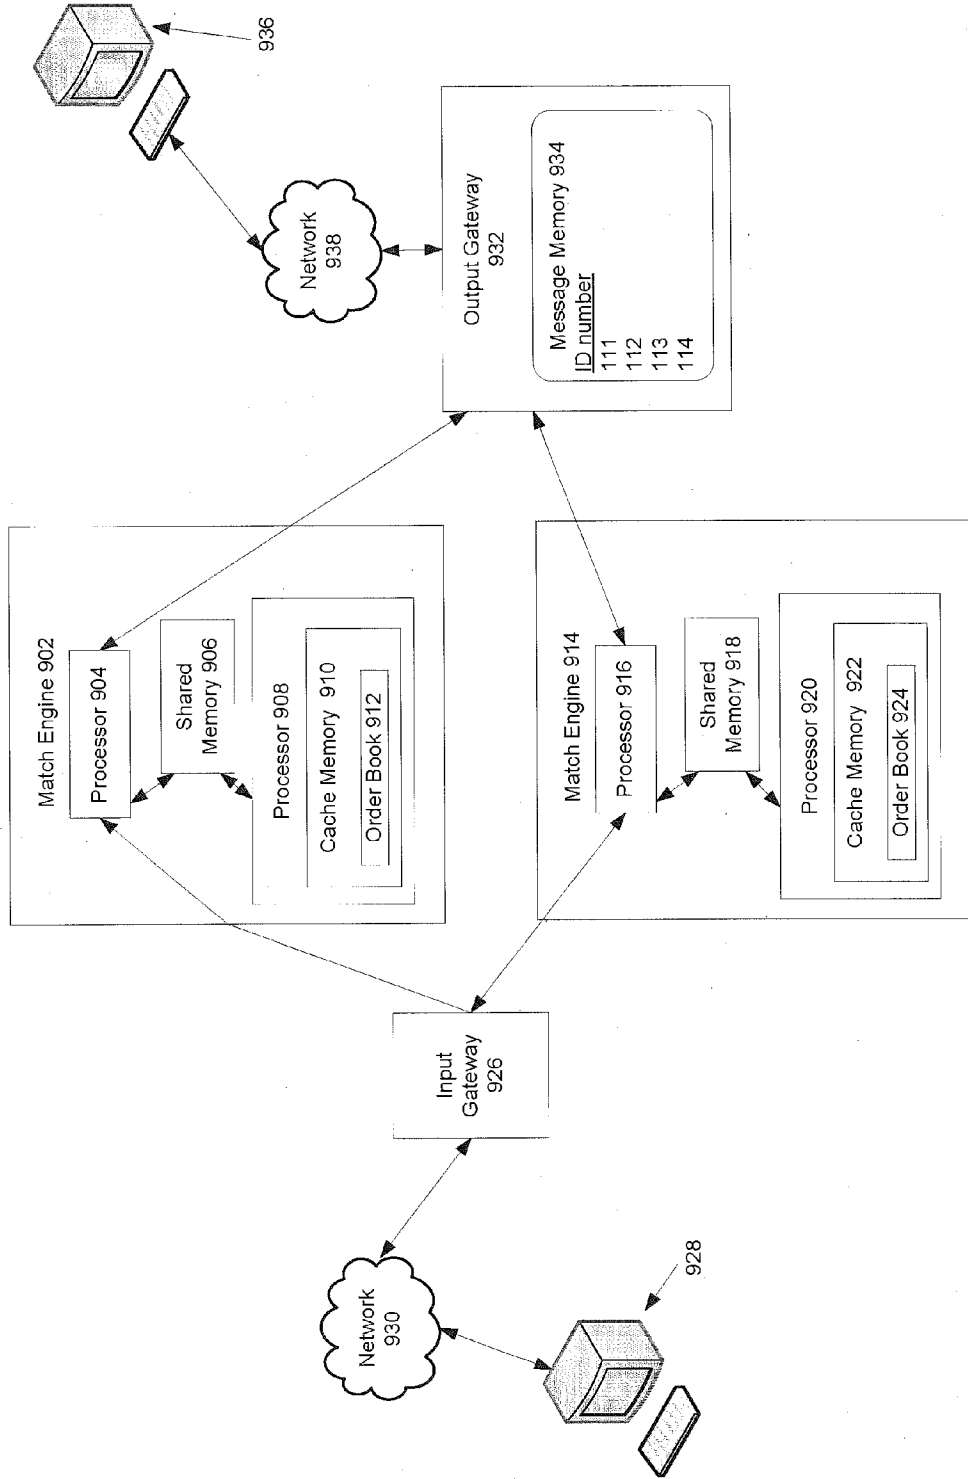 928
Network
930
Input
Gateway
926
Match Engine 902
Processor 904
Shared
Memory 906
Processor 908
Cache Memory 910
Order Book 912
Match Engine 914
Processor 916
Shared
Memory 918
Processor 920
Cache Memory 922
Order Book 924
936
Network
938
Output Gateway
932
Message Memory 934
ID number
111
112
113
114